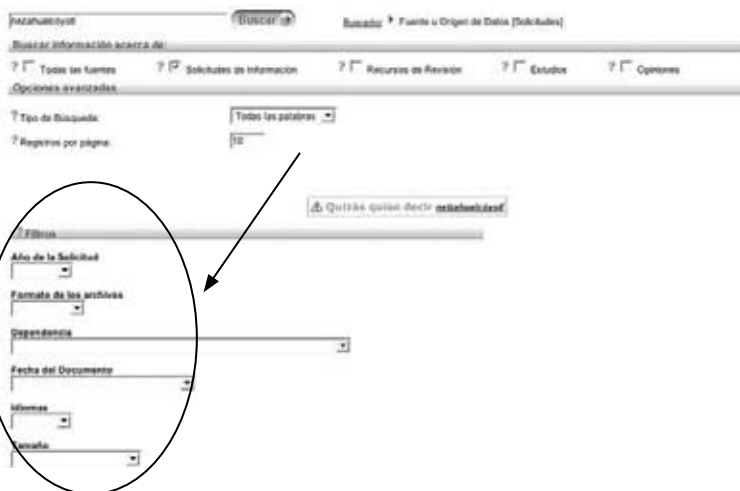 nezahualcóyotl Buscar Buscador Fuente u Origen de Datos [Solicitudes]
Buscar información acerca de:
? Todas las fuentes ? Solicitudes de Información ? Recursos de Revisión ? Estudios ? Opiniones
Opciones avanzadas
? Tipo de Búsqueda: Todas las palabras
? Registros por página: 10
Quizás quiso decir
? Filtros
Año de la Solicitud
Formato de los archivos
Dependencia
Fecha del Documento
Idiomas
Tamaño